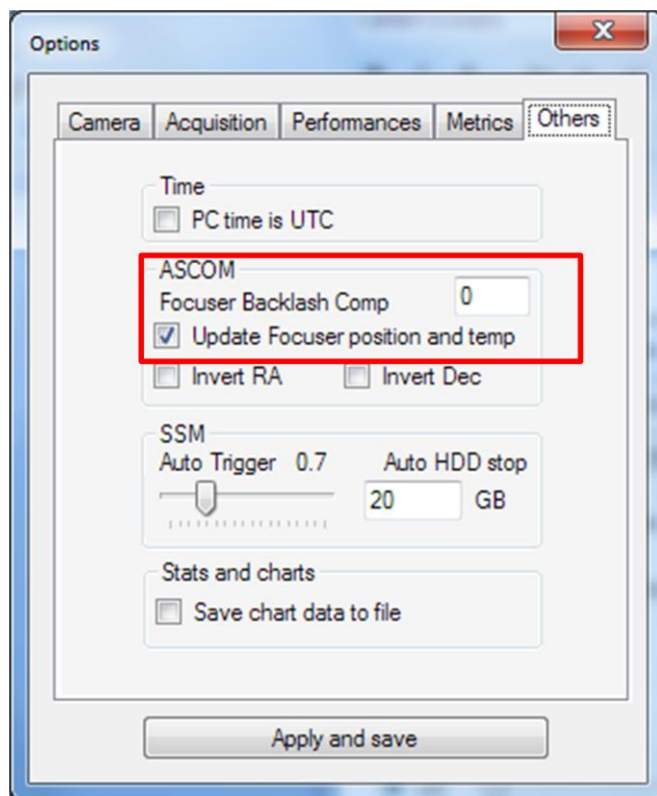 Options
Camera Acquisition Performances Metrics Others
Time
PC time is UTC
ASCOM
Focuser Backlash Comp 0
Update Focuser position and temp
Invert RA Invert Dec
SSM
Auto Trigger 0.7 Auto HDD stop
20 GB
Stats and charts
Save chart data to file
Apply and save